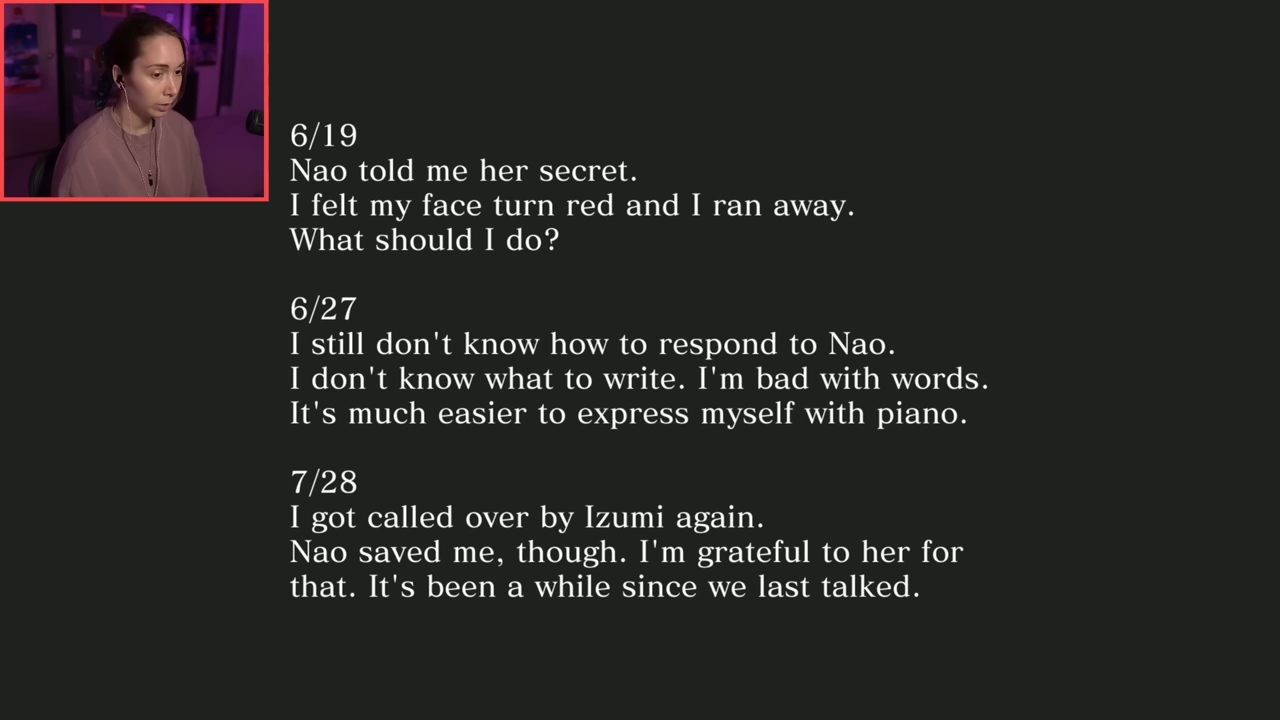 6/19
Nao told me her secret.
I felt my face turn red and I ran away.
What should I do?
6/27
I still don't know how to respond to Nao.
I don't know what to write. I'm bad with words.
It's much easier to express myself with piano.
7/28
I got called over by Izumi again.
Nao saved me, though. I'm grateful to her for
that. It's been a while since we last talked.